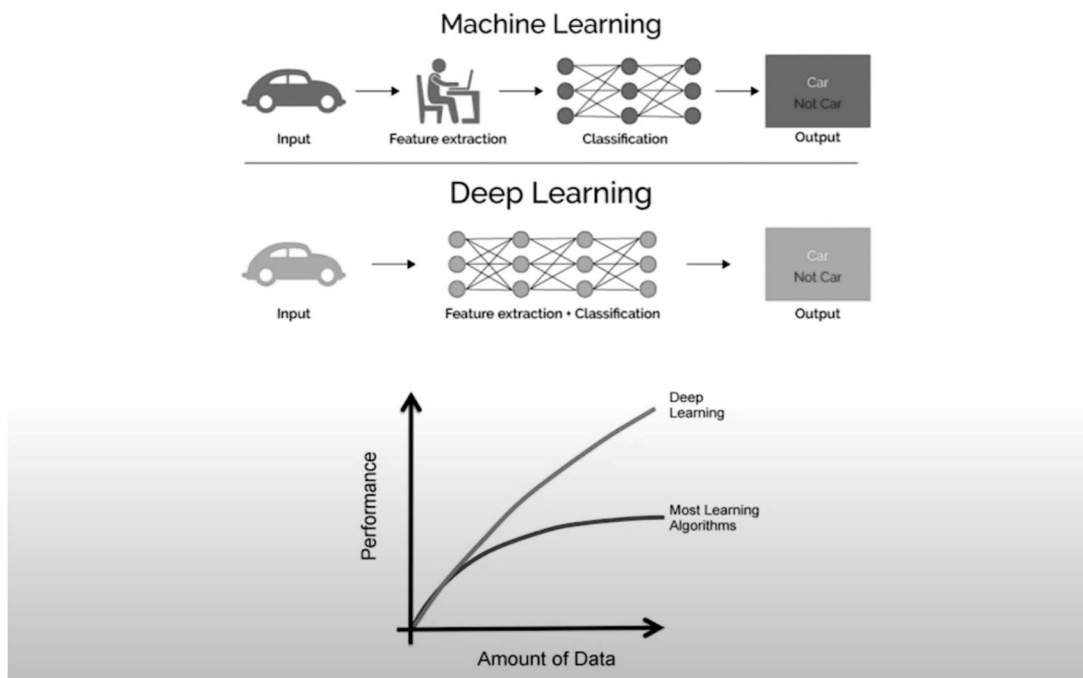 Machine Learning
Car
Not Car
Input
Feature extraction
Classification
Output
Deep Learning
Car
Not Car
Input
Feature extraction + Classification
Output
Deep
Learning
Most Learning
Algorithms
Performance
Amount of Data